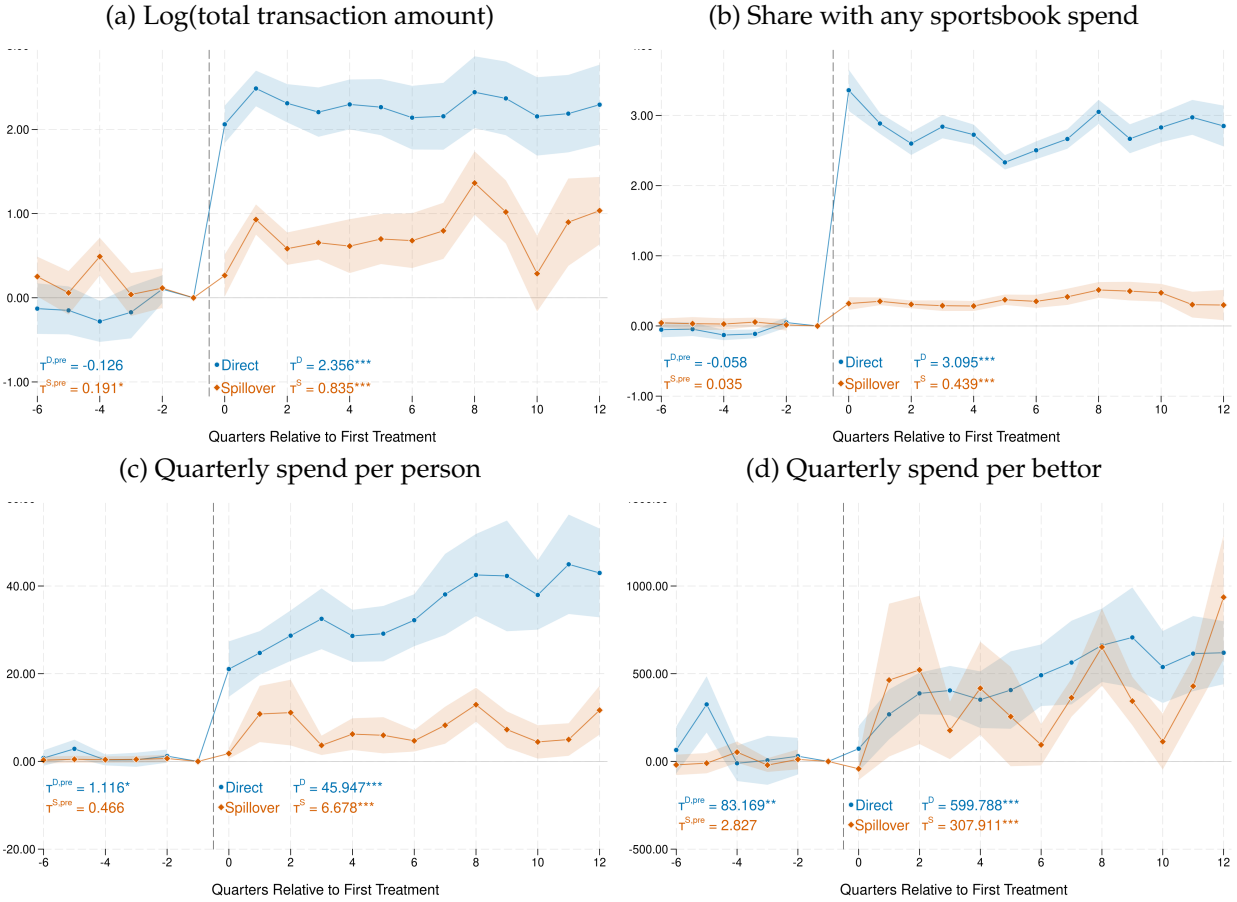 (a) Log(total transaction amount)
2.00
1.00
0.00
-1.00
τD,pre = -0.126
Direct τD = 2.356***
τS,pre = 0.191*
Spillover τS = 0.835***
-6 -4 -2 0 2 4 6 8 10 12
Quarters Relative to First Treatment
(b) Share with any sportsbook spend
3.00
2.00
1.00
0.00
-1.00
τD,pre = -0.058
Direct τD = 3.095***
τS,pre = 0.035
Spillover τS = 0.439***
-6 -4 -2 0 2 4 6 8 10 12
Quarters Relative to First Treatment
(c) Quarterly spend per person
40.00
20.00
0.00
-20.00
τD,pre = 1.116*
Direct τD = 45.947***
τS,pre = 0.466
Spillover τS = 6.678***
-6 -4 -2 0 2 4 6 8 10 12
Quarters Relative to First Treatment
(d) Quarterly spend per bettor
1000.00
500.00
0.00
-500.00
τD,pre = 83.169**
Direct τD = 599.788***
τS,pre = 2.827
Spillover τS = 307.911***
-6 -4 -2 0 2 4 6 8 10 12
Quarters Relative to First Treatment